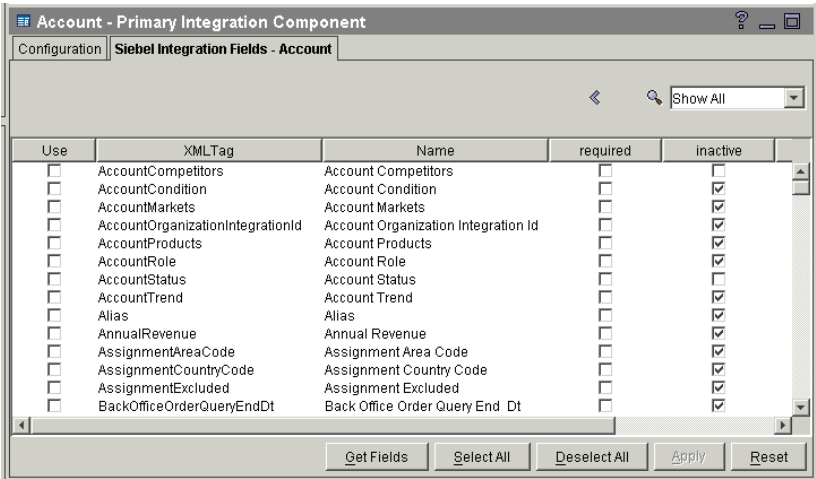 Account - Primary Integration Component
Configuration Siebel Integration Fields - Account
Show All
Use XMLTag Name required inactive
AccountCompetitors Account Competitors
AccountCondition Account Condition
AccountMarkets Account Markets
AccountOrganizationIntegrationId Account Organization Integration Id
AccountProducts Account Products
AccountRole Account Role
AccountStatus Account Status
AccountTrend Account Trend
Alias Alias
AnnualRevenue Annual Revenue
AssignmentAreaCode Assignment Area Code
AssignmentCountryCode Assignment Country Code
AssignmentExcluded Assignment Excluded
BackOfficeOrderQueryEndDt Back Office Order Query End Dt
Get Fields Select All Deselect All Apply Reset